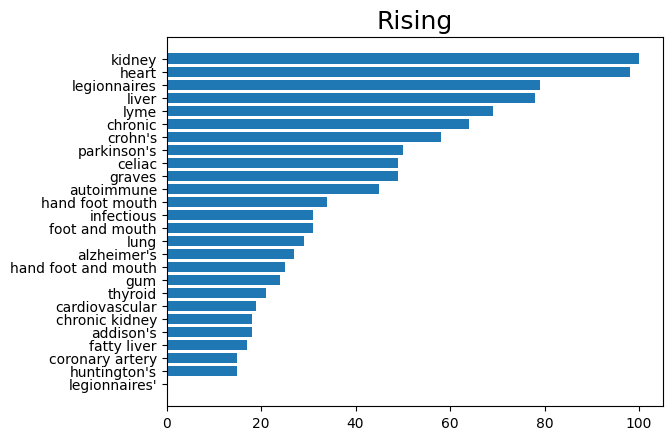 Rising
kidney
heart
legionnaires
liver
lyme
chronic
crohn's
parkinson's
celiac
graves
autoimmune
hand foot mouth
infectious
foot and mouth
lung
alzheimer's
hand foot and mouth
gum
thyroid
cardiovascular
chronic kidney
addison's
fatty liver
coronary artery
huntington's
legionnaires'
0 20 40 60 80 100